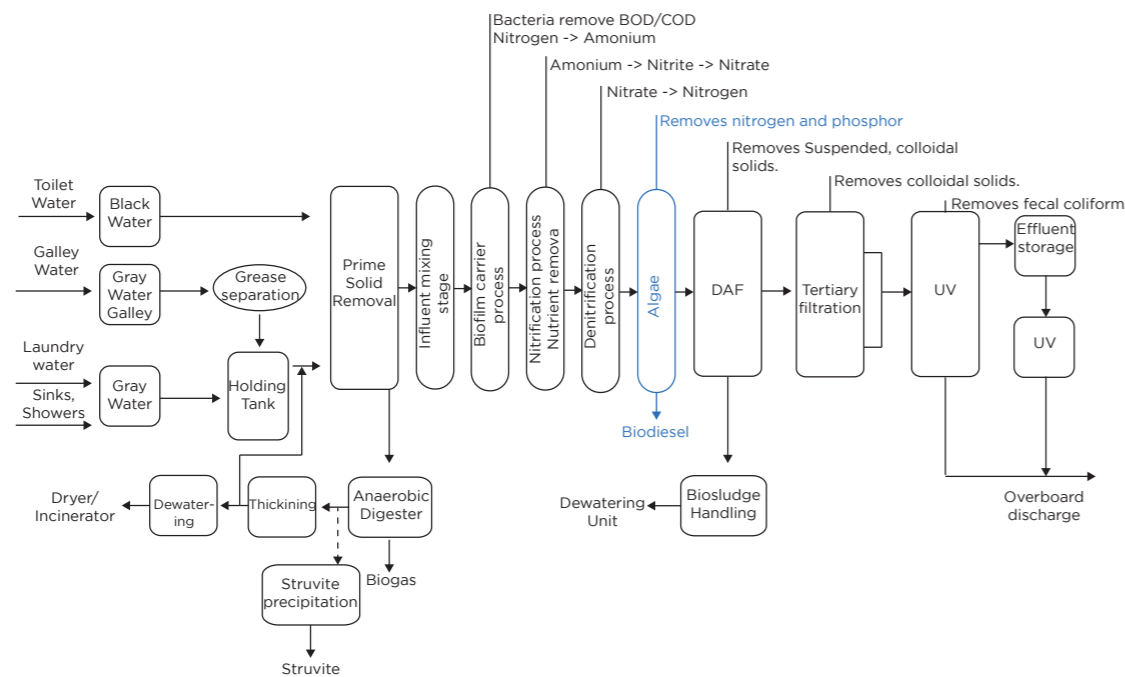 Bacteria remove BOD/COD
Nitrogen -> Amonium
Amonium -> Nitrite -> Nitrate
Nitrate -> Nitrogen
Removes nitrogen and phosphor
Removes Suspended, colloidal
solids.
Removes colloidal solids.
Removes fecal coliform
Toilet
Water
Black
Water
Galley
Water
Gray
Water
Galley
Grease
separation
Laundry
water
Sinks,
Showers
Gray
Water
Holding
Tank
Prime
Solid
Removal
Influent mixing
stage
Biofilm carrier
process
Nitrification process
Nutrient remova
Denitrification
process
Algae
DAF
Tertiary
filtration
UV
Effluent
storage
UV
Biodiesel
Overboard
discharge
Dryer/
Incinerator
Dewater-
ing
Thickining
Anaerobic
Digester
Dewatering
Unit
Biosludge
Handling
Struvite
precipitation
Biogas
Struvite